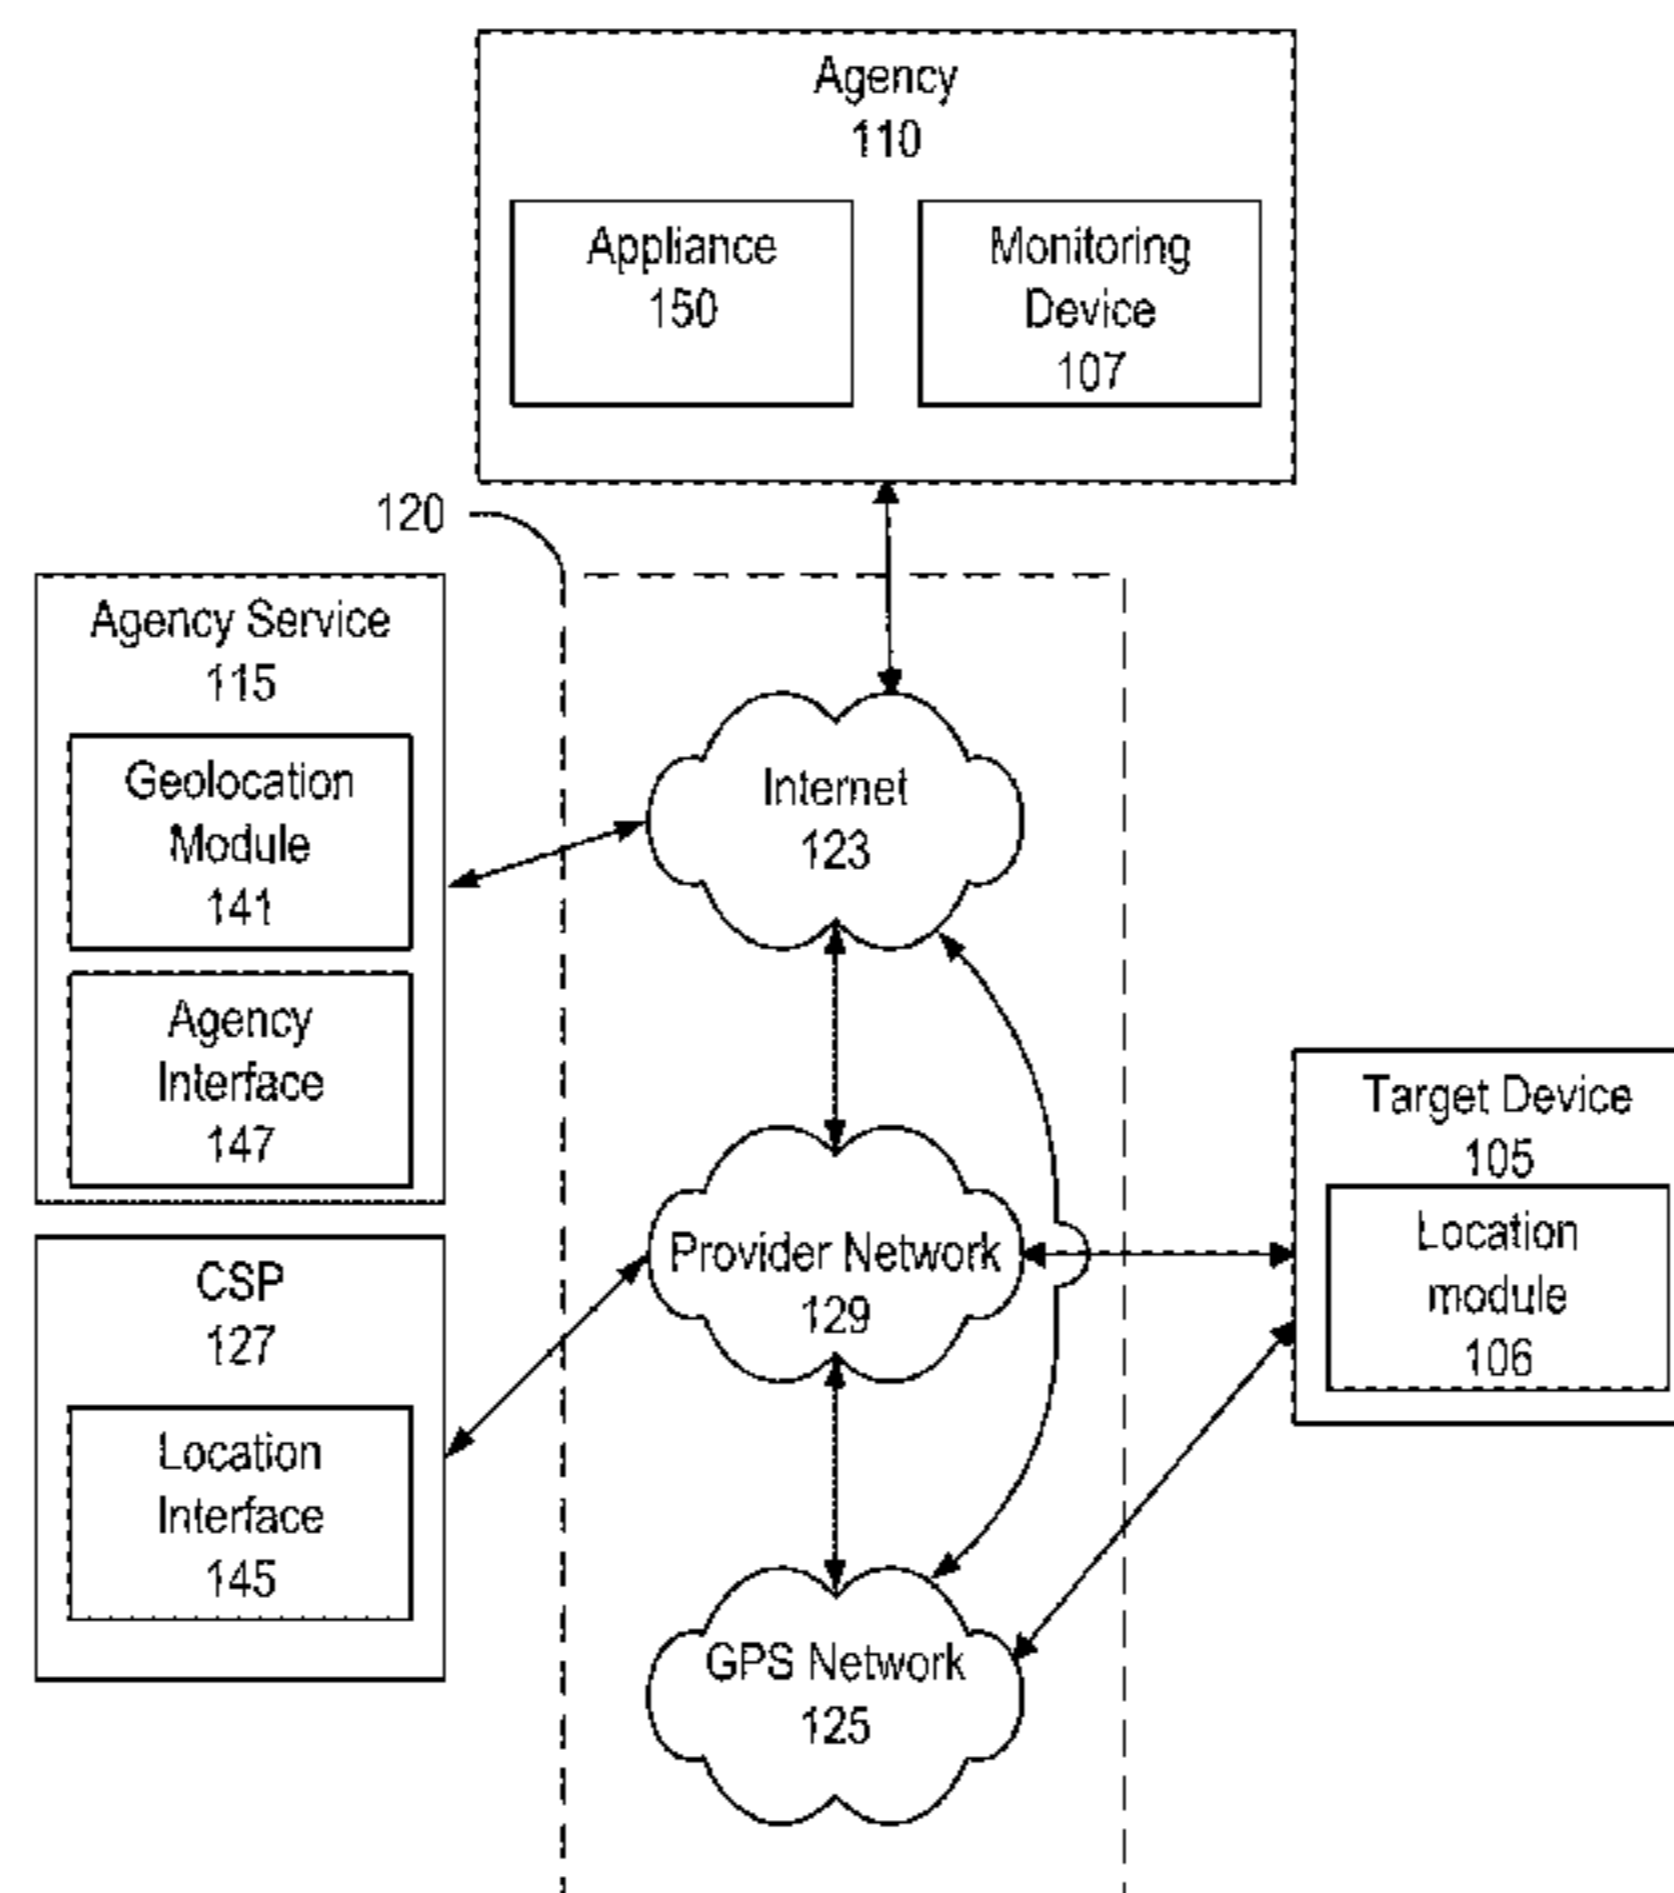 Agency
110
Appliance
150
Monitoring
Device
107
120
Agency Service
115
Geolocation
Module
141
Agency
Interface
147
Internet
123
Provider Network
129
Target Device
105
Location
module
106
CSP
127
Location
Interface
145
GPS Network
125